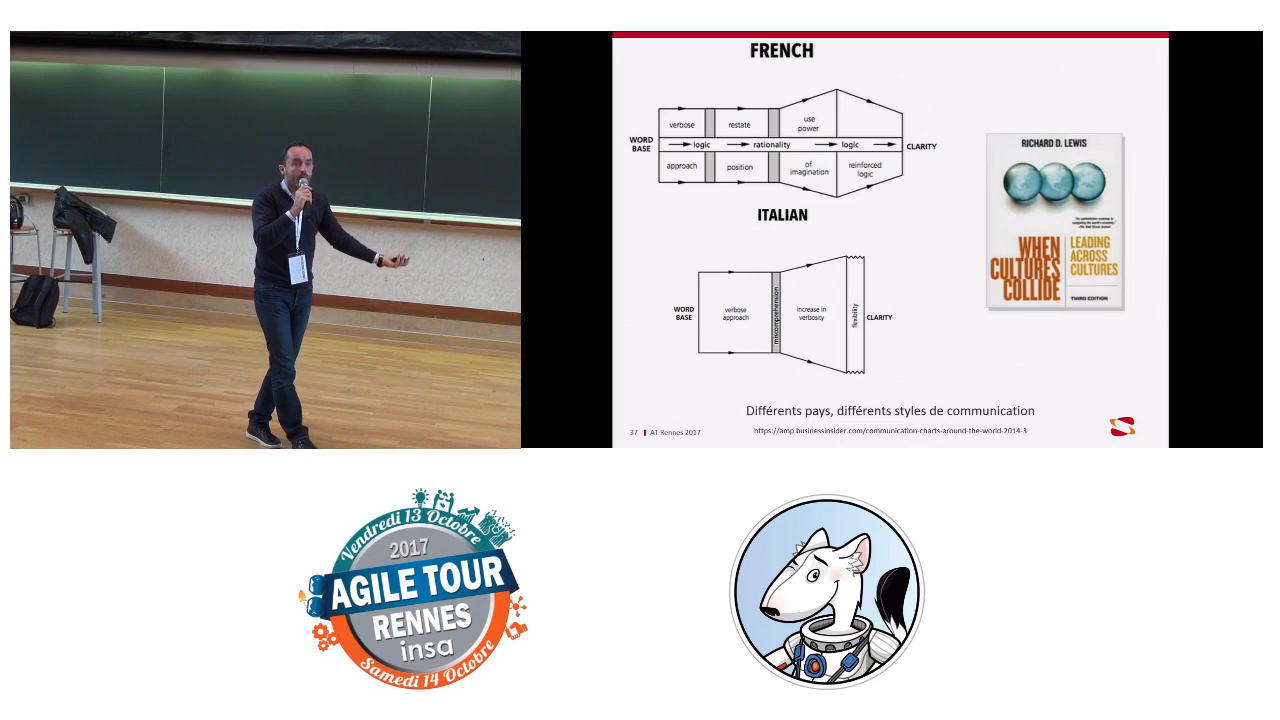 FRENCH
verbose
restate
use
power
WORD
BASE
logic
rationality
logic
CLARITY
approach
position
of
imagination
reinforced
logic
ITALIAN
WORD
BASE
verbose
approach
miscomprehension
increase in
verbosity
flexibility
CLARITY
RICHARD D. LEWIS
WHEN
CULTURES
COLLIDE
LEADING
ACROSS
CULTURES
THIRD EDITION
Différents pays, différents styles de communication
37 AT Rennes 2017
https://amp.businessinsider.com/communication-charts-around-the-world-2014-3
Vendredi 13 Octobre
2017
AGILE TOUR
RENNES
insa
Samedi 14 Octobre